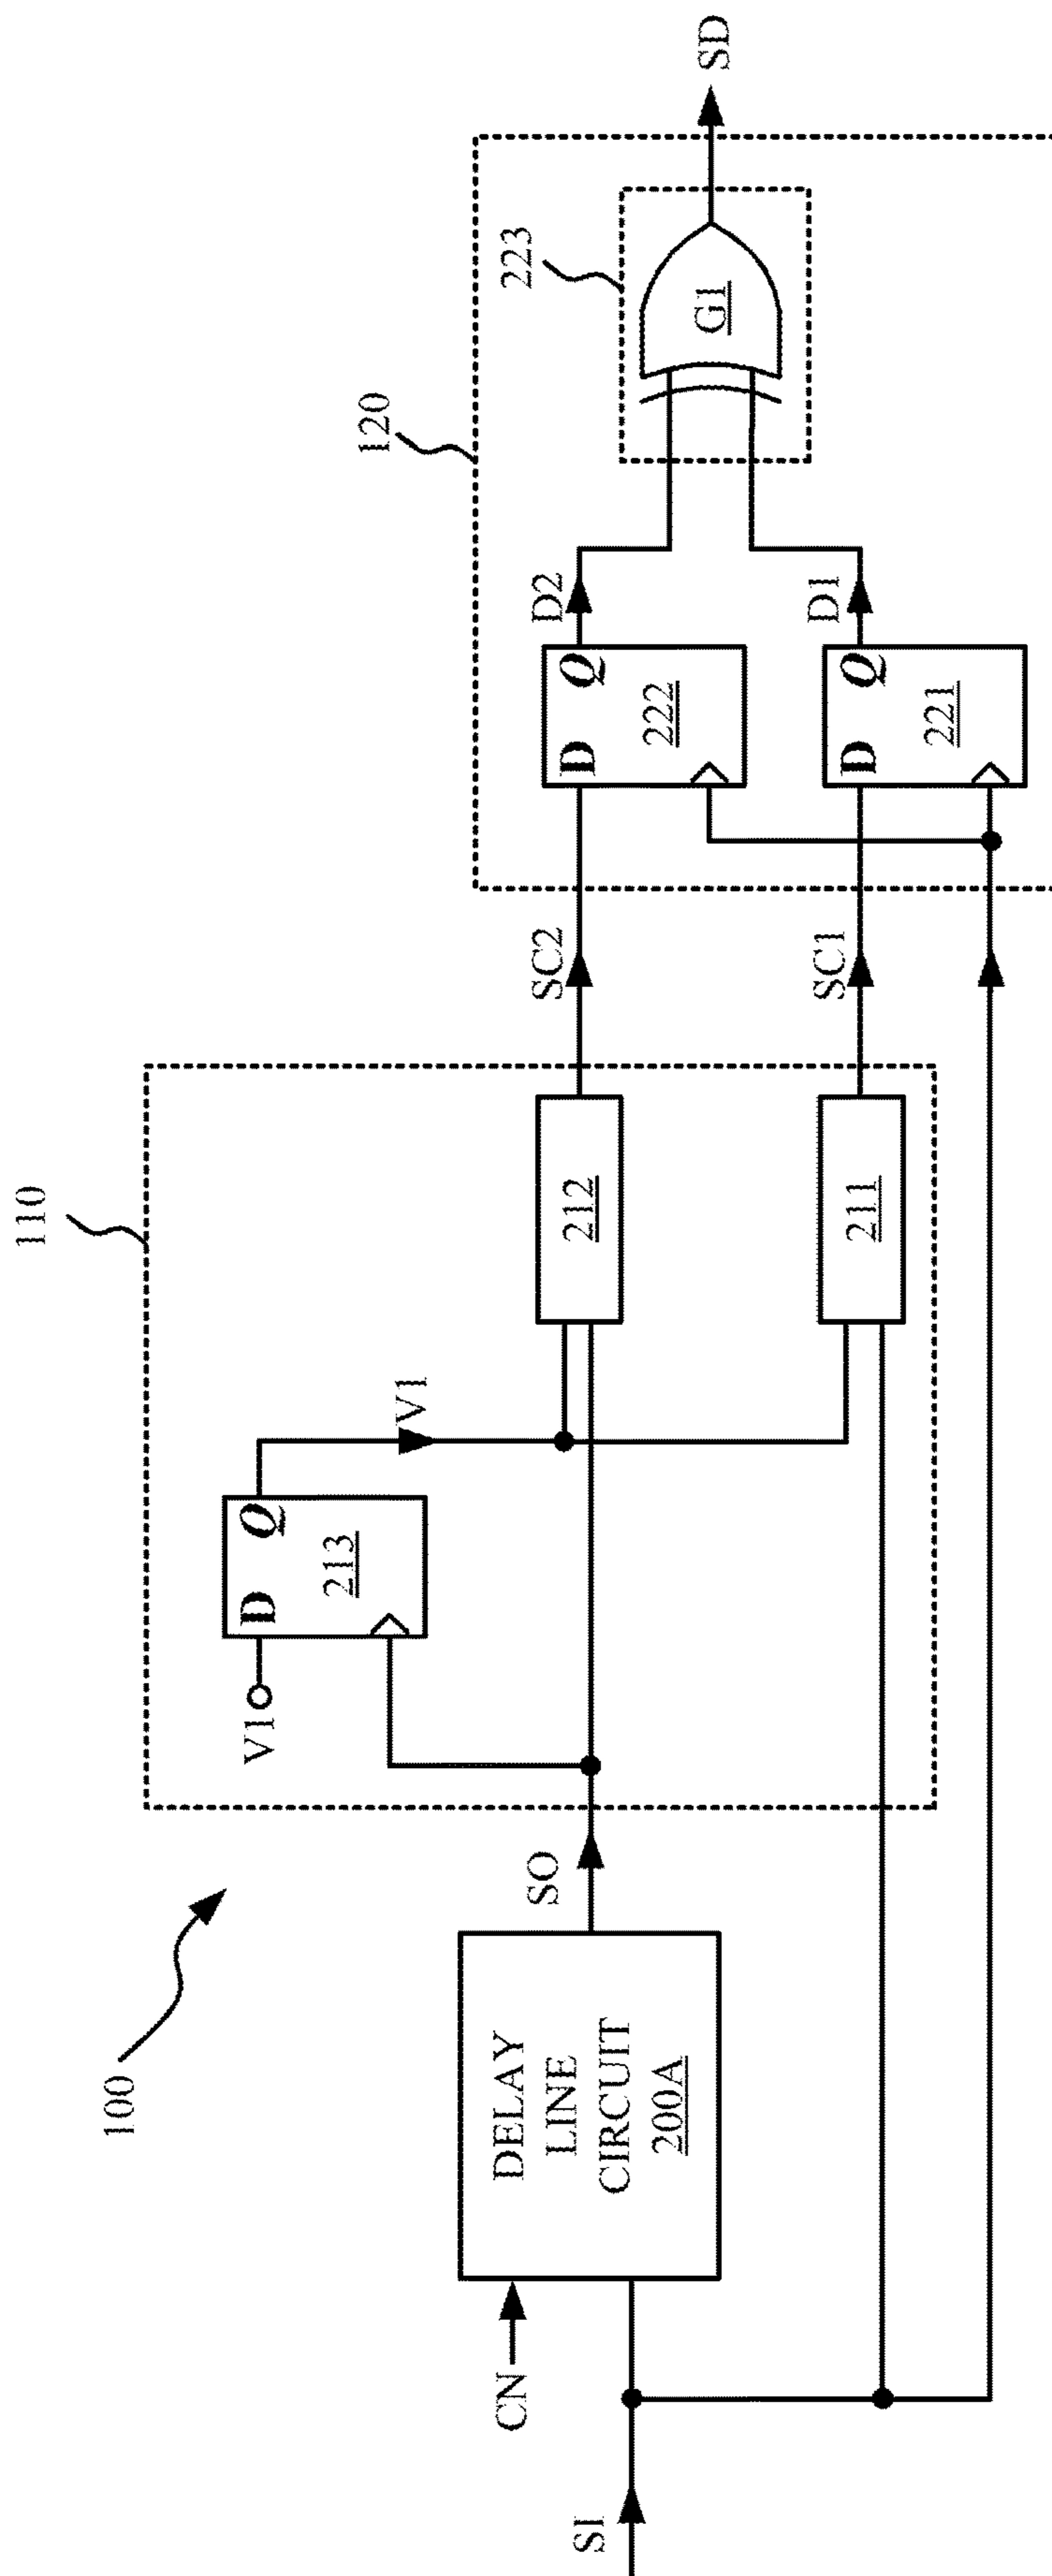 100
SI
CN
DELAY
LINE
CIRCUIT
200A
SO
110
V1
D
Q
213
V1
212
211
SC2
SC1
120
D
Q
222
D
Q
221
D2
D1
223
G1
SD